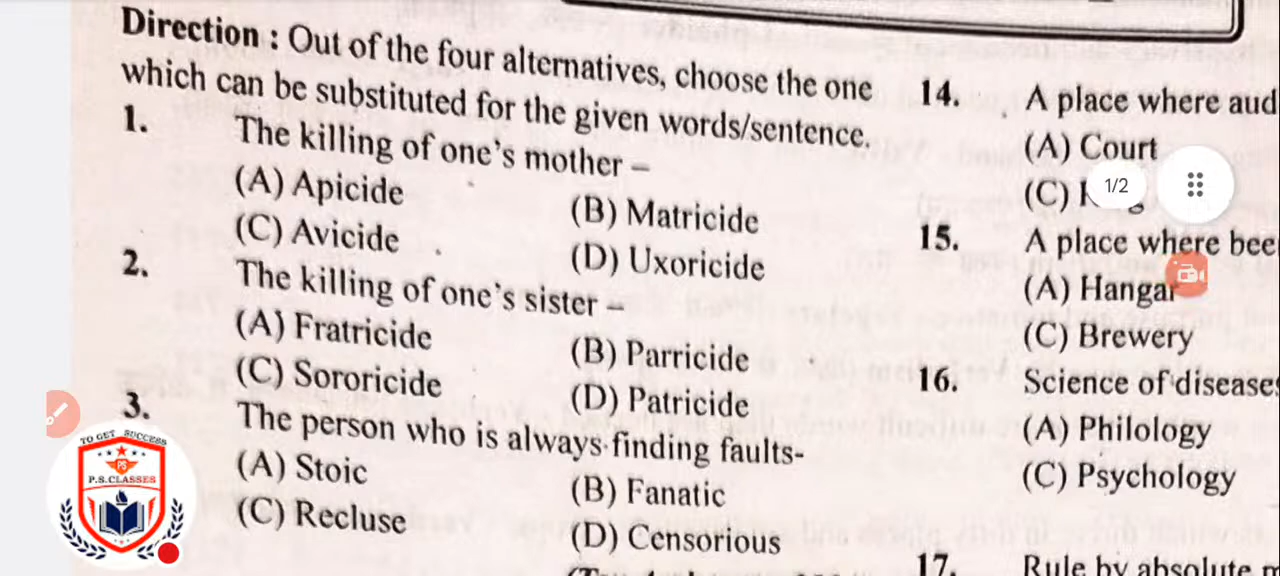 Direction : Out of the four alternatives, choose the one
which can be substituted for the given words/sentence.
1. The killing of one's mother –
(A) Apicide (B) Matricide
(C) Avicide (D) Uxoricide
2. The killing of one's sister –
(A) Fratricide (B) Parricide
(C) Sororicide (D) Patricide
3. The person who is always finding faults-
(A) Stoic (B) Fanatic
(C) Recluse (D) Censorious
14. A place where
(A) Court
(C)
15. A place where
(A) Hangar
(C) Brewery
16. Science of
(A) Philology
(C) Psychology
17. Rule by absolute
1/2
TO GET SUCCESS
PS
P.S.CLASSES